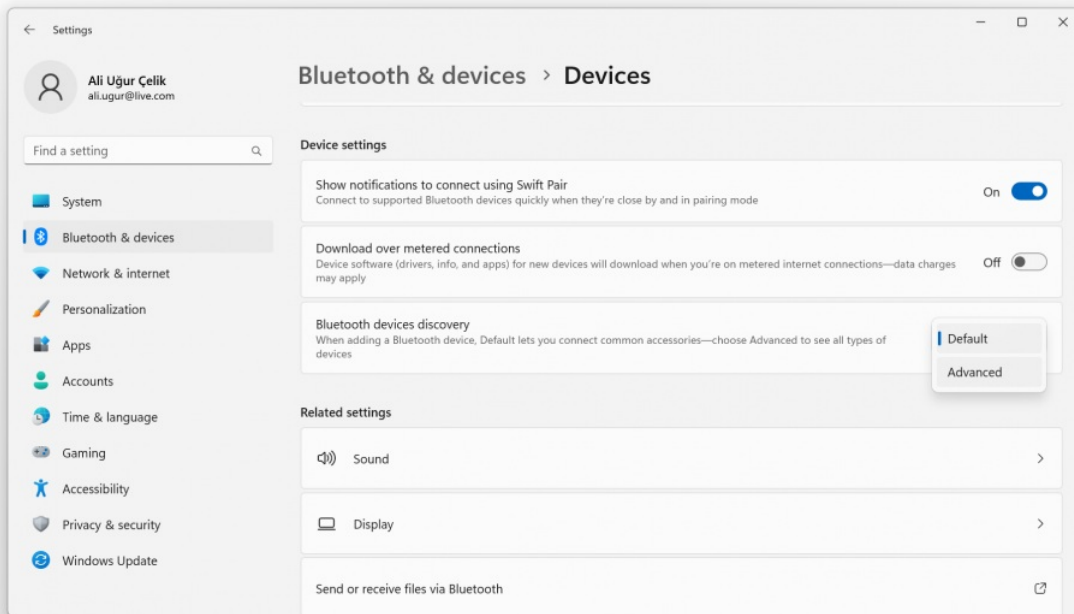 Settings
Ali Uğur Çelik
ali.ugur@live.com
Find a setting
System
Bluetooth & devices
Network & internet
Personalization
Apps
Accounts
Time & language
Gaming
Accessibility
Privacy & security
Windows Update
Bluetooth & devices > Devices
Device settings
Show notifications to connect using Swift Pair
Connect to supported Bluetooth devices quickly when they're close by and in pairing mode
On
Download over metered connections
Device software (drivers, info, and apps) for new devices will download when you're on metered internet connections—data charges
may apply
Off
Bluetooth devices discovery
When adding a Bluetooth device, Default lets you connect common accessories—choose Advanced to see all types of
devices
Default
Advanced
Related settings
Sound
Display
Send or receive files via Bluetooth